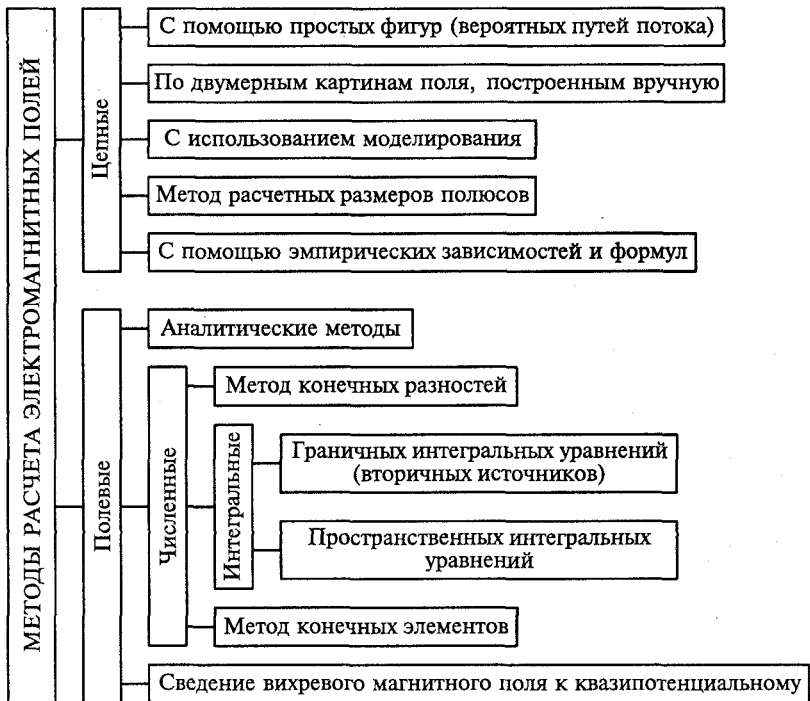 МЕТОДЫ РАСЧЕТА ЭЛЕКТРОМАГНИТНЫХ ПОЛЕЙ
Цепные
С помощью простых фигур (вероятных путей потока)
По двумерным картинам поля, построенным вручную
С использованием моделирования
Метод расчетных размеров полюсов
С помощью эмпирических зависимостей и формул
Полевые
Аналитические методы
Численные
Метод конечных разностей
Интегральные
Граничных интегральных уравнений
(вторичных источников)
Пространственных интегральных
уравнений
Метод конечных элементов
Сведение вихревого магнитного поля к квазипотенциальному